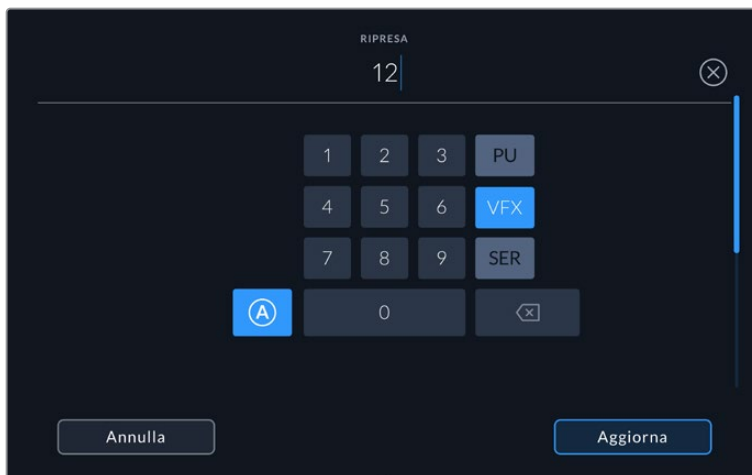 RIPRESA
12
1 2 3 PU
4 5 6 VFX
7 8 9 SER
A 0
Annulla Aggiorna